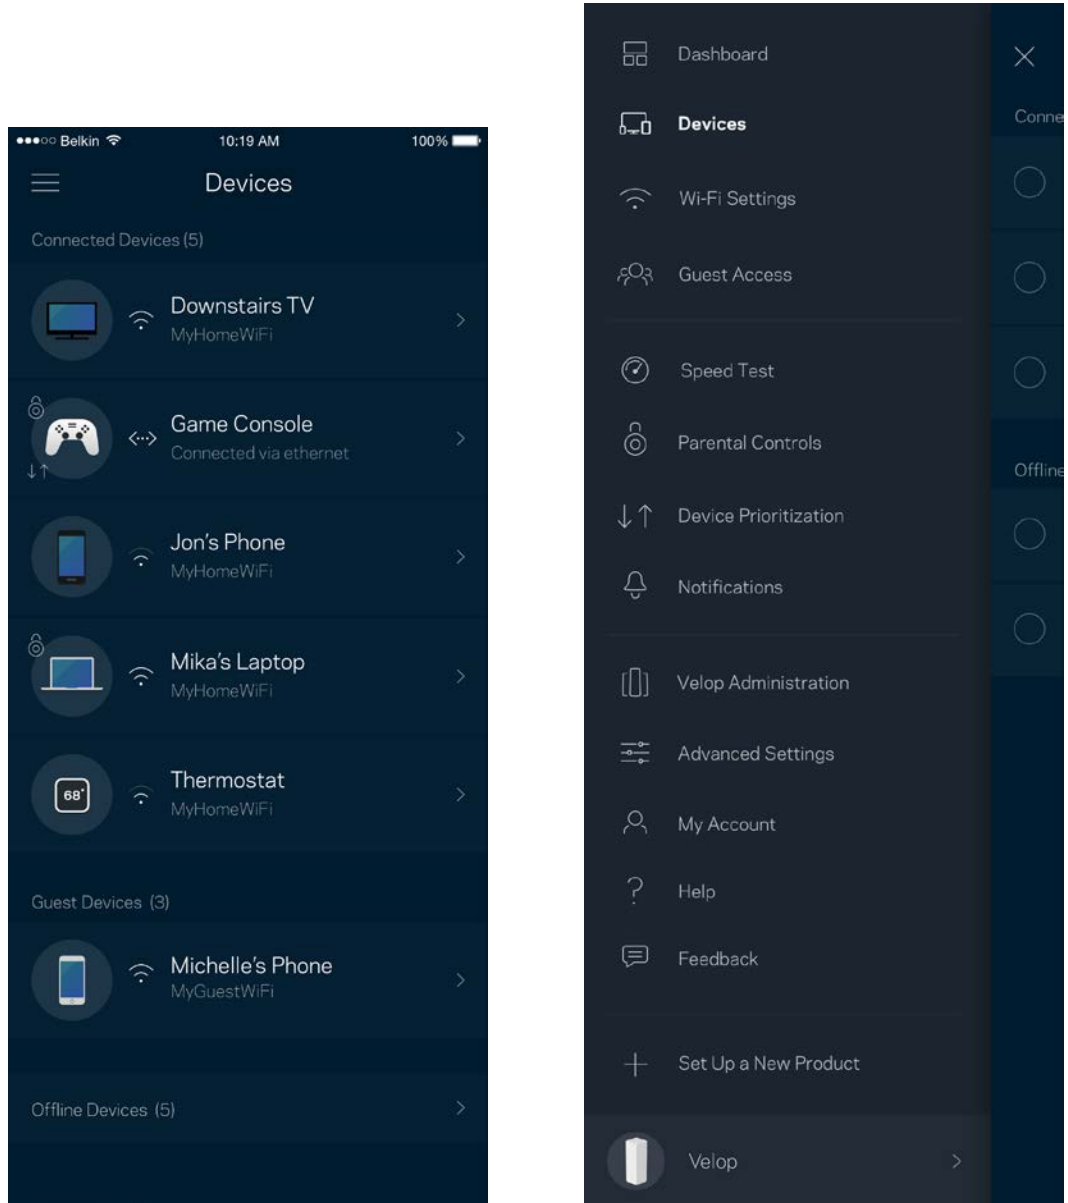 Belkin 10:19 AM 100%
Devices
Connected Devices (5)
Downstairs TV
MyHomeWiFi
Game Console
Connected via ethernet
Jon's Phone
MyHomeWiFi
Mika's Laptop
MyHomeWiFi
68°
Thermostat
MyHomeWiFi
Guest Devices (3)
Michelle's Phone
MyGuestWiFi
Offline Devices (5)
Dashboard
Devices
Wi-Fi Settings
Guest Access
Speed Test
Parental Controls
Device Prioritization
Notifications
Velop Administration
Advanced Settings
My Account
Help
Feedback
Set Up a New Product
Velop
Conne
Offline